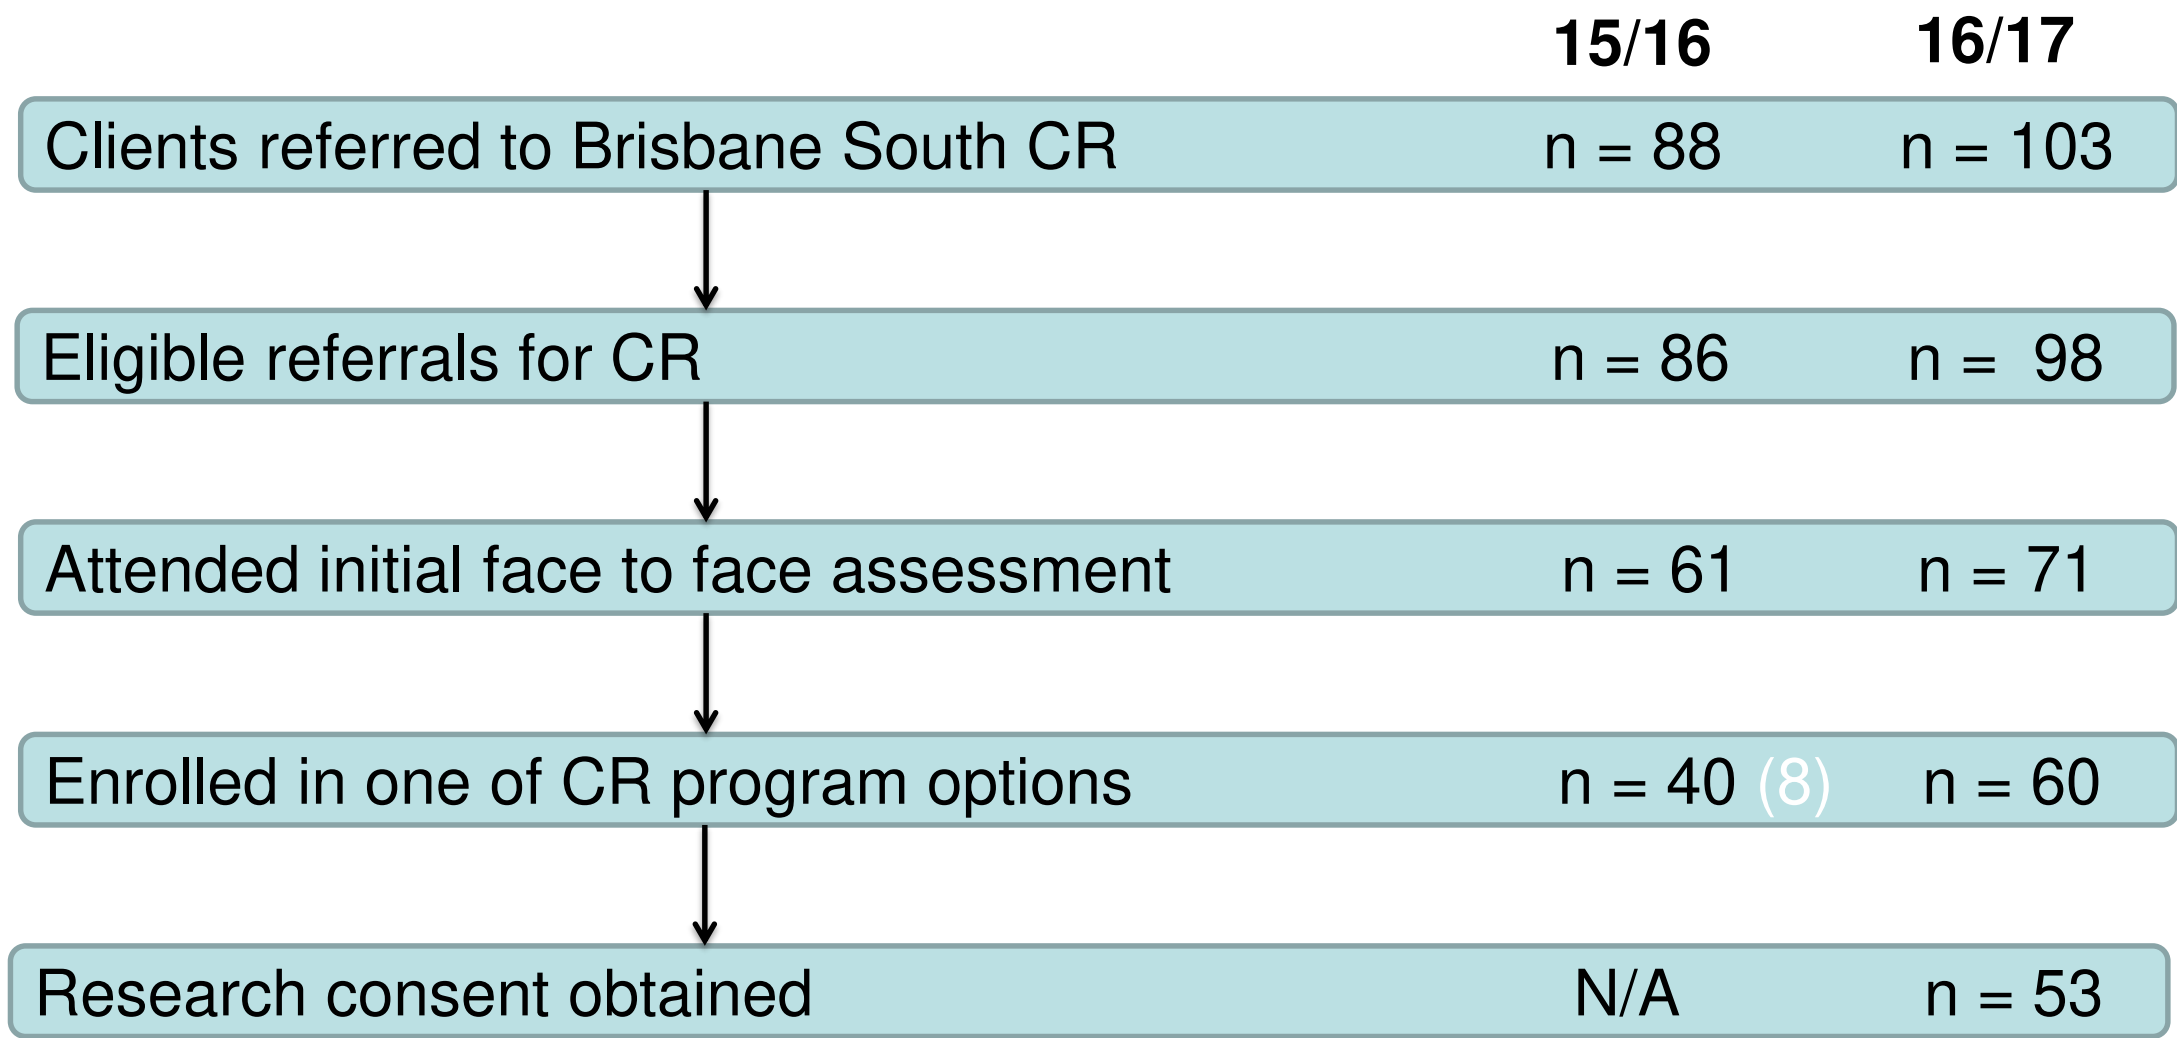 15/16 16/17
Clients referred to Brisbane South CR n = 88 n = 103
Eligible referrals for CR n = 86 n = 98
Attended initial face to face assessment n = 61 n = 71
Enrolled in one of CR program options n = 40 (8) n = 60
Research consent obtained N/A n = 53